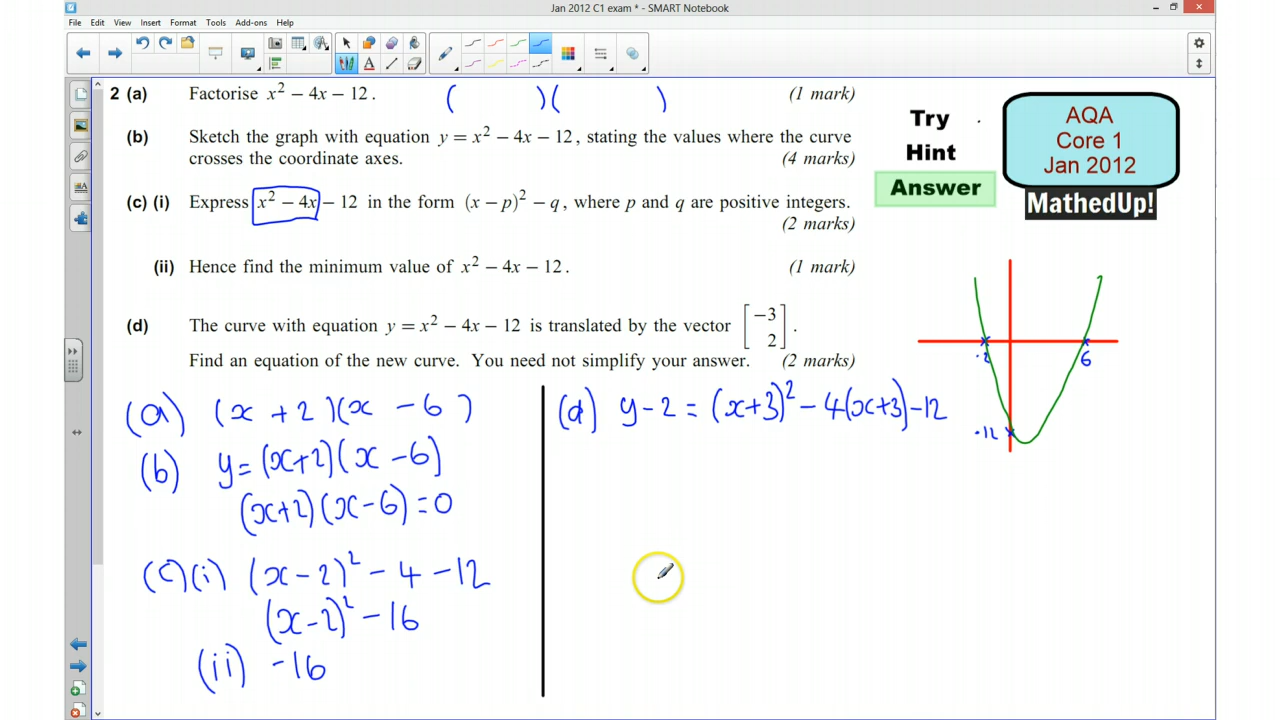 Jan 2012 C1 exam * - SMART Notebook
File Edit View Insert Format Tools Add-ons Help
2 (a) Factorise x² − 4x − 12 . ( )( ) (1 mark)
(b) Sketch the graph with equation y = x² − 4x − 12 , stating the values where the curve
crosses the coordinate axes. (4 marks)
(c) (i) Express x² − 4x − 12 in the form (x − p)² − q , where p and q are positive integers.
(2 marks)
(ii) Hence find the minimum value of x² − 4x − 12 . (1 mark)
(d) The curve with equation y = x² − 4x − 12 is translated by the vector [−3 2] .
Find an equation of the new curve. You need not simplify your answer. (2 marks)
Try
Hint
Answer
AQA
Core 1
Jan 2012
MathedUp!
-2
6
-12
(a) (x + 2)(x − 6)
(b) y = (x+2)(x − 6)
(x+2)(x−6) = 0
(c)(i) (x−2)² − 4 − 12
(x−2)² − 16
(ii) -16
(d) y−2 = (x+3)² − 4(x+3) − 12